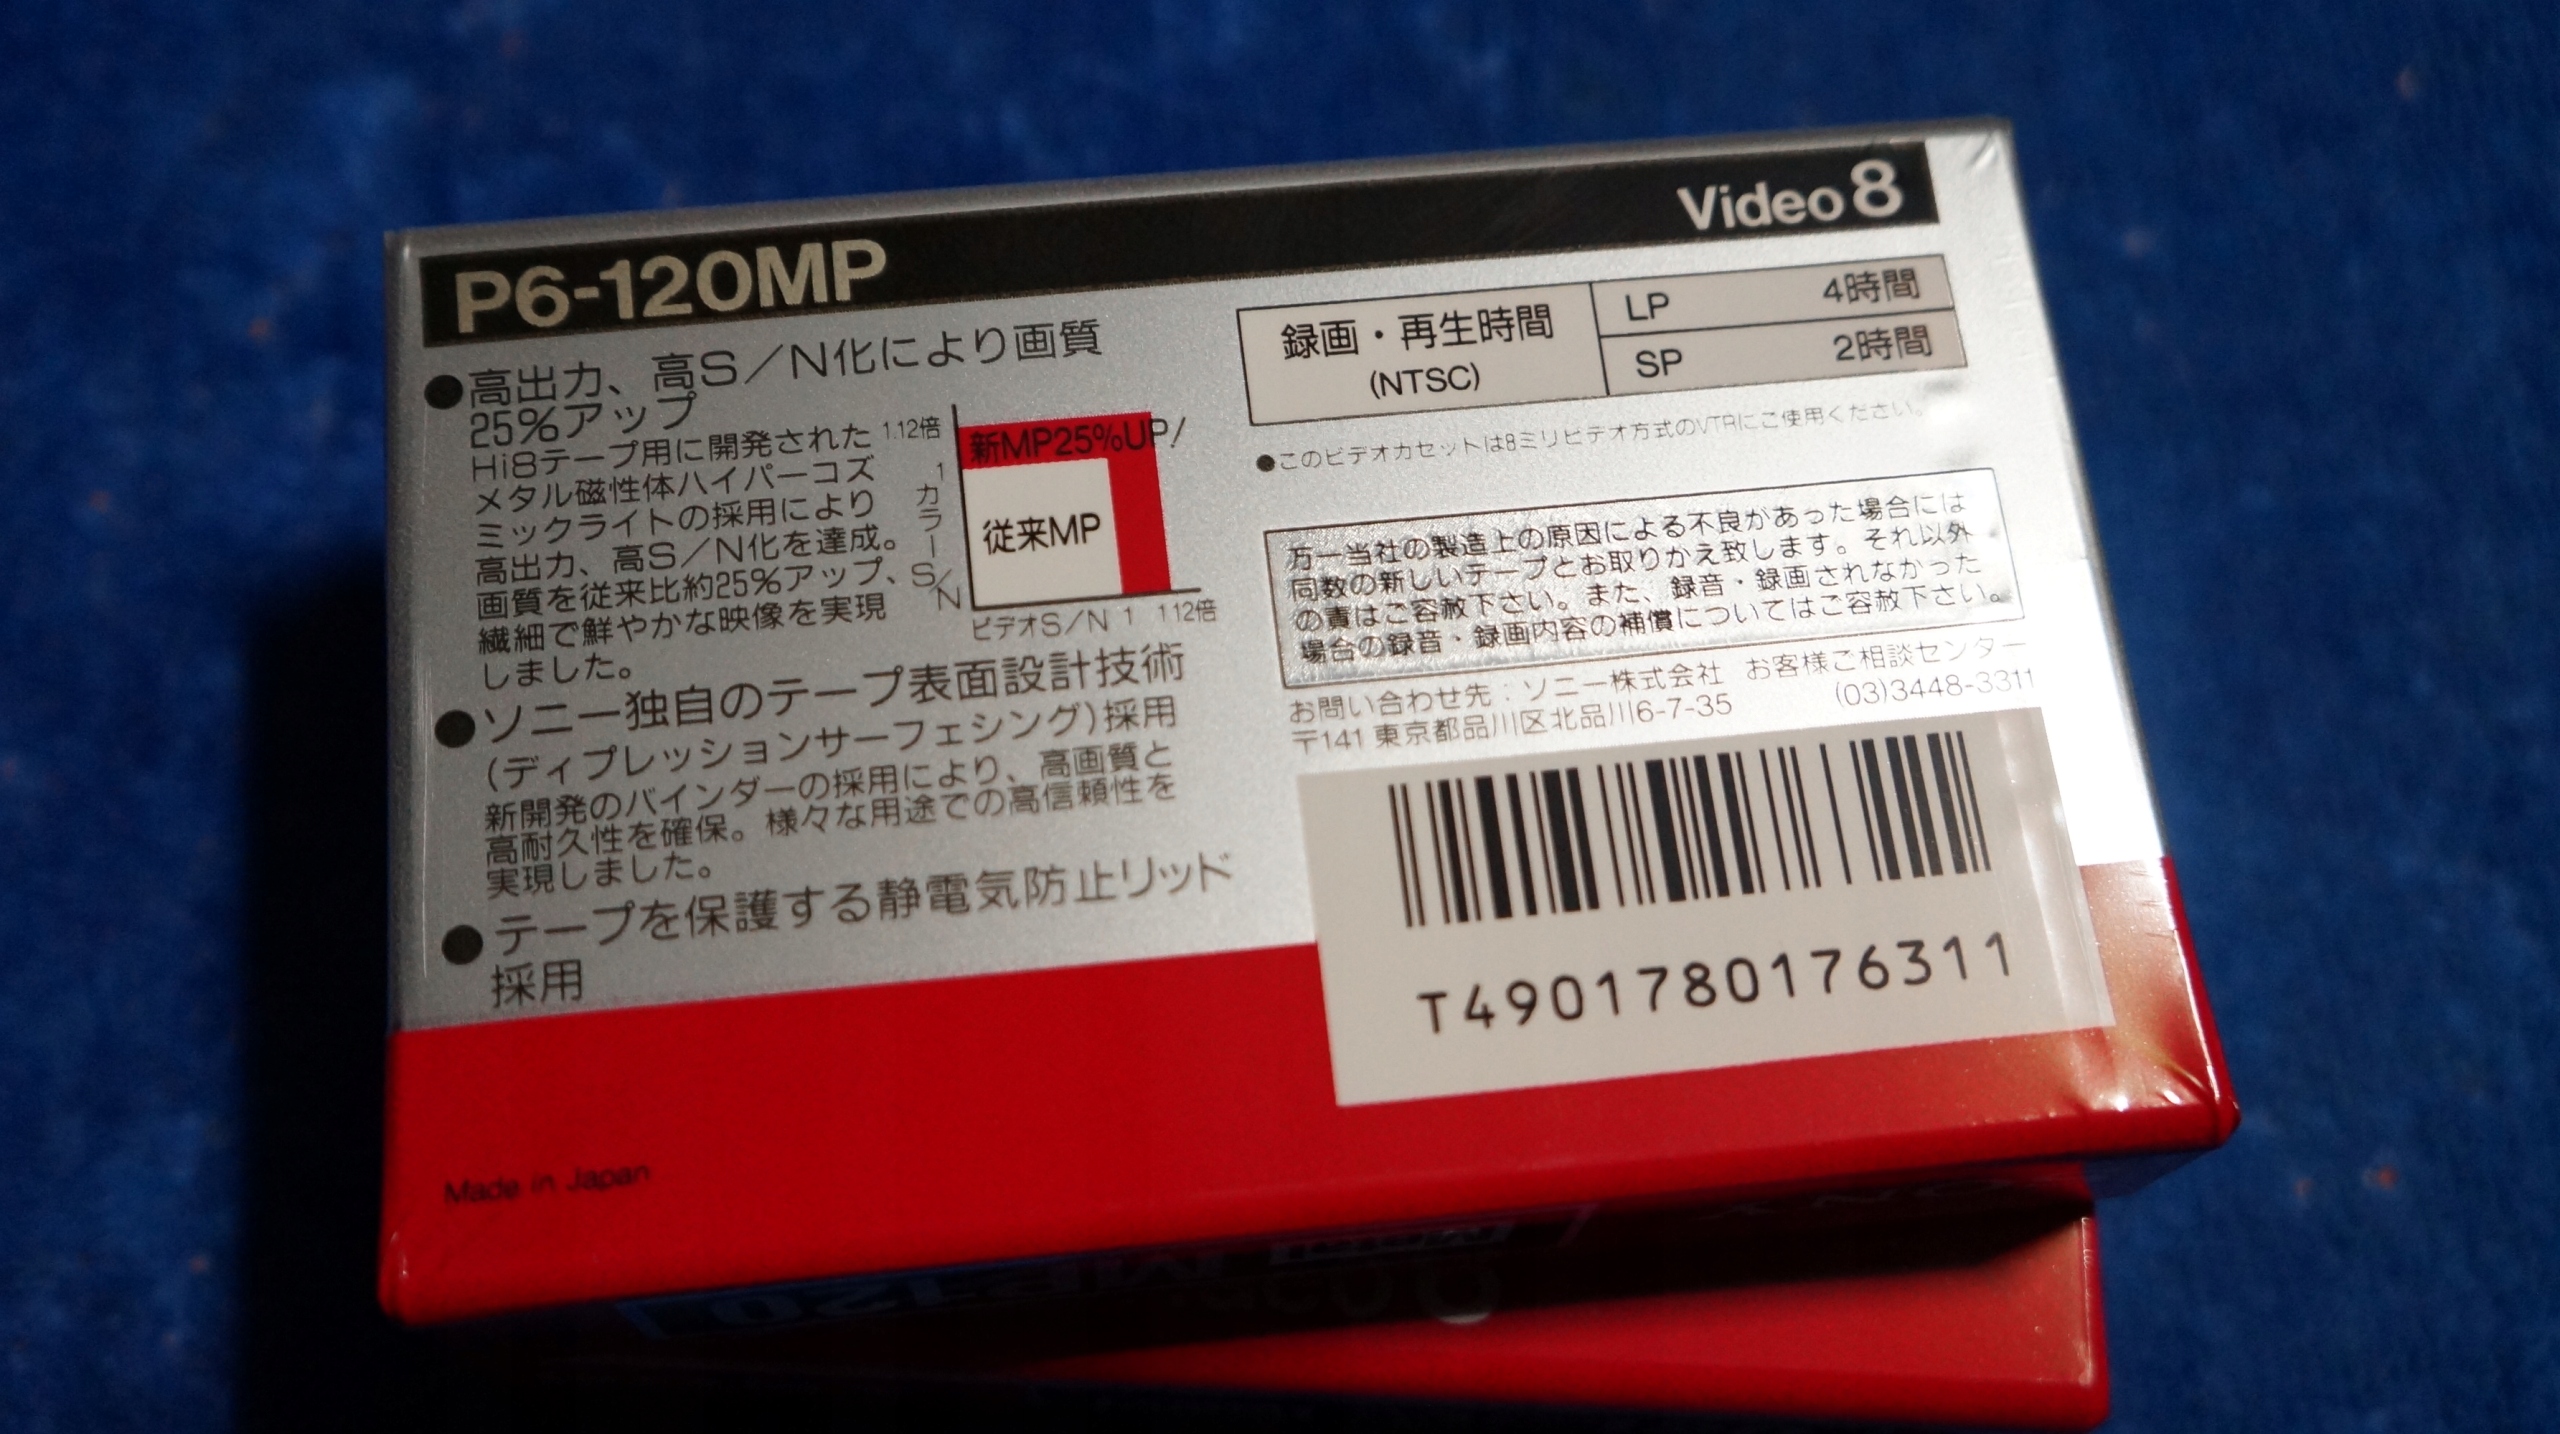 P6-120MP
Video8
●高出力、高S／N化により画質
25%アップ
Hi8テープ用に開発された
メタル磁性体ハイパーコズ
ミックライトの採用により
高出力、高S／N化を達成。
画質を従来比約25%アップ、
繊細で鮮やかな映像を実現
しました。
1.12倍
新MP25%UP!
1
カラーS/N
従来MP
ビデオS／N 1 1.12倍
●ソニー独自のテープ表面設計技術
(ディプレッションサーフェシング)採用
新開発のバインダーの採用により、高画質と
高耐久性を確保。様々な用途での高信頼性を
実現しました。
●テープを保護する静電気防止リッド
採用
録画・再生時間
(NTSC)
LP 4時間
SP 2時間
●このビデオカセットは8ミリビデオ方式のVTRにご使用ください。
万一当社の製造上の原因による不良があった場合には
同数の新しいテープとお取りかえ致します。それ以外
の責はご容赦下さい。また、録音・録画されなかった
場合の録音・録画内容の補償についてはご容赦下さい。
お問い合わせ先：ソニー株式会社 お客様ご相談センター
〒141 東京都品川区北品川6-7-35 (03)3448-3311
T4901780176311
Made in Japan